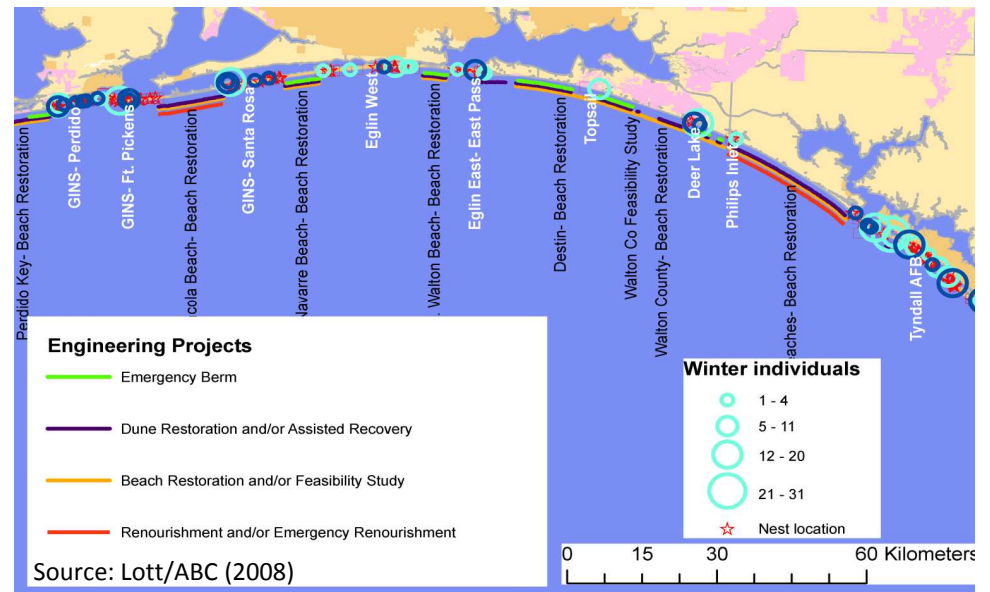 Perdido Key- Beach Restoration
GINS- Perdido
GINS- Ft. Pickens
cola Beach- Beach Restoration
GINS- Santa Rosa
Navarre Beach- Beach Restoration
Eglin West
. Walton Beach- Beach Restoration
Eglin East- East Pass
Destin- Beach Restoration
Topsail
Walton Co Feasibility Study
Walton County- Beach Restoration
Deer Lake
Philips Inlet
eaches- Beach Restoration
Tyndall AFB
Engineering Projects
Emergency Berm
Dune Restoration and/or Assisted Recovery
Beach Restoration and/or Feasibility Study
Renourishment and/or Emergency Renourishment
Source: Lott/ABC (2008)
Winter individuals
1 - 4
5 - 11
12 - 20
21 - 31
Nest location
0 15 30 60 Kilometers